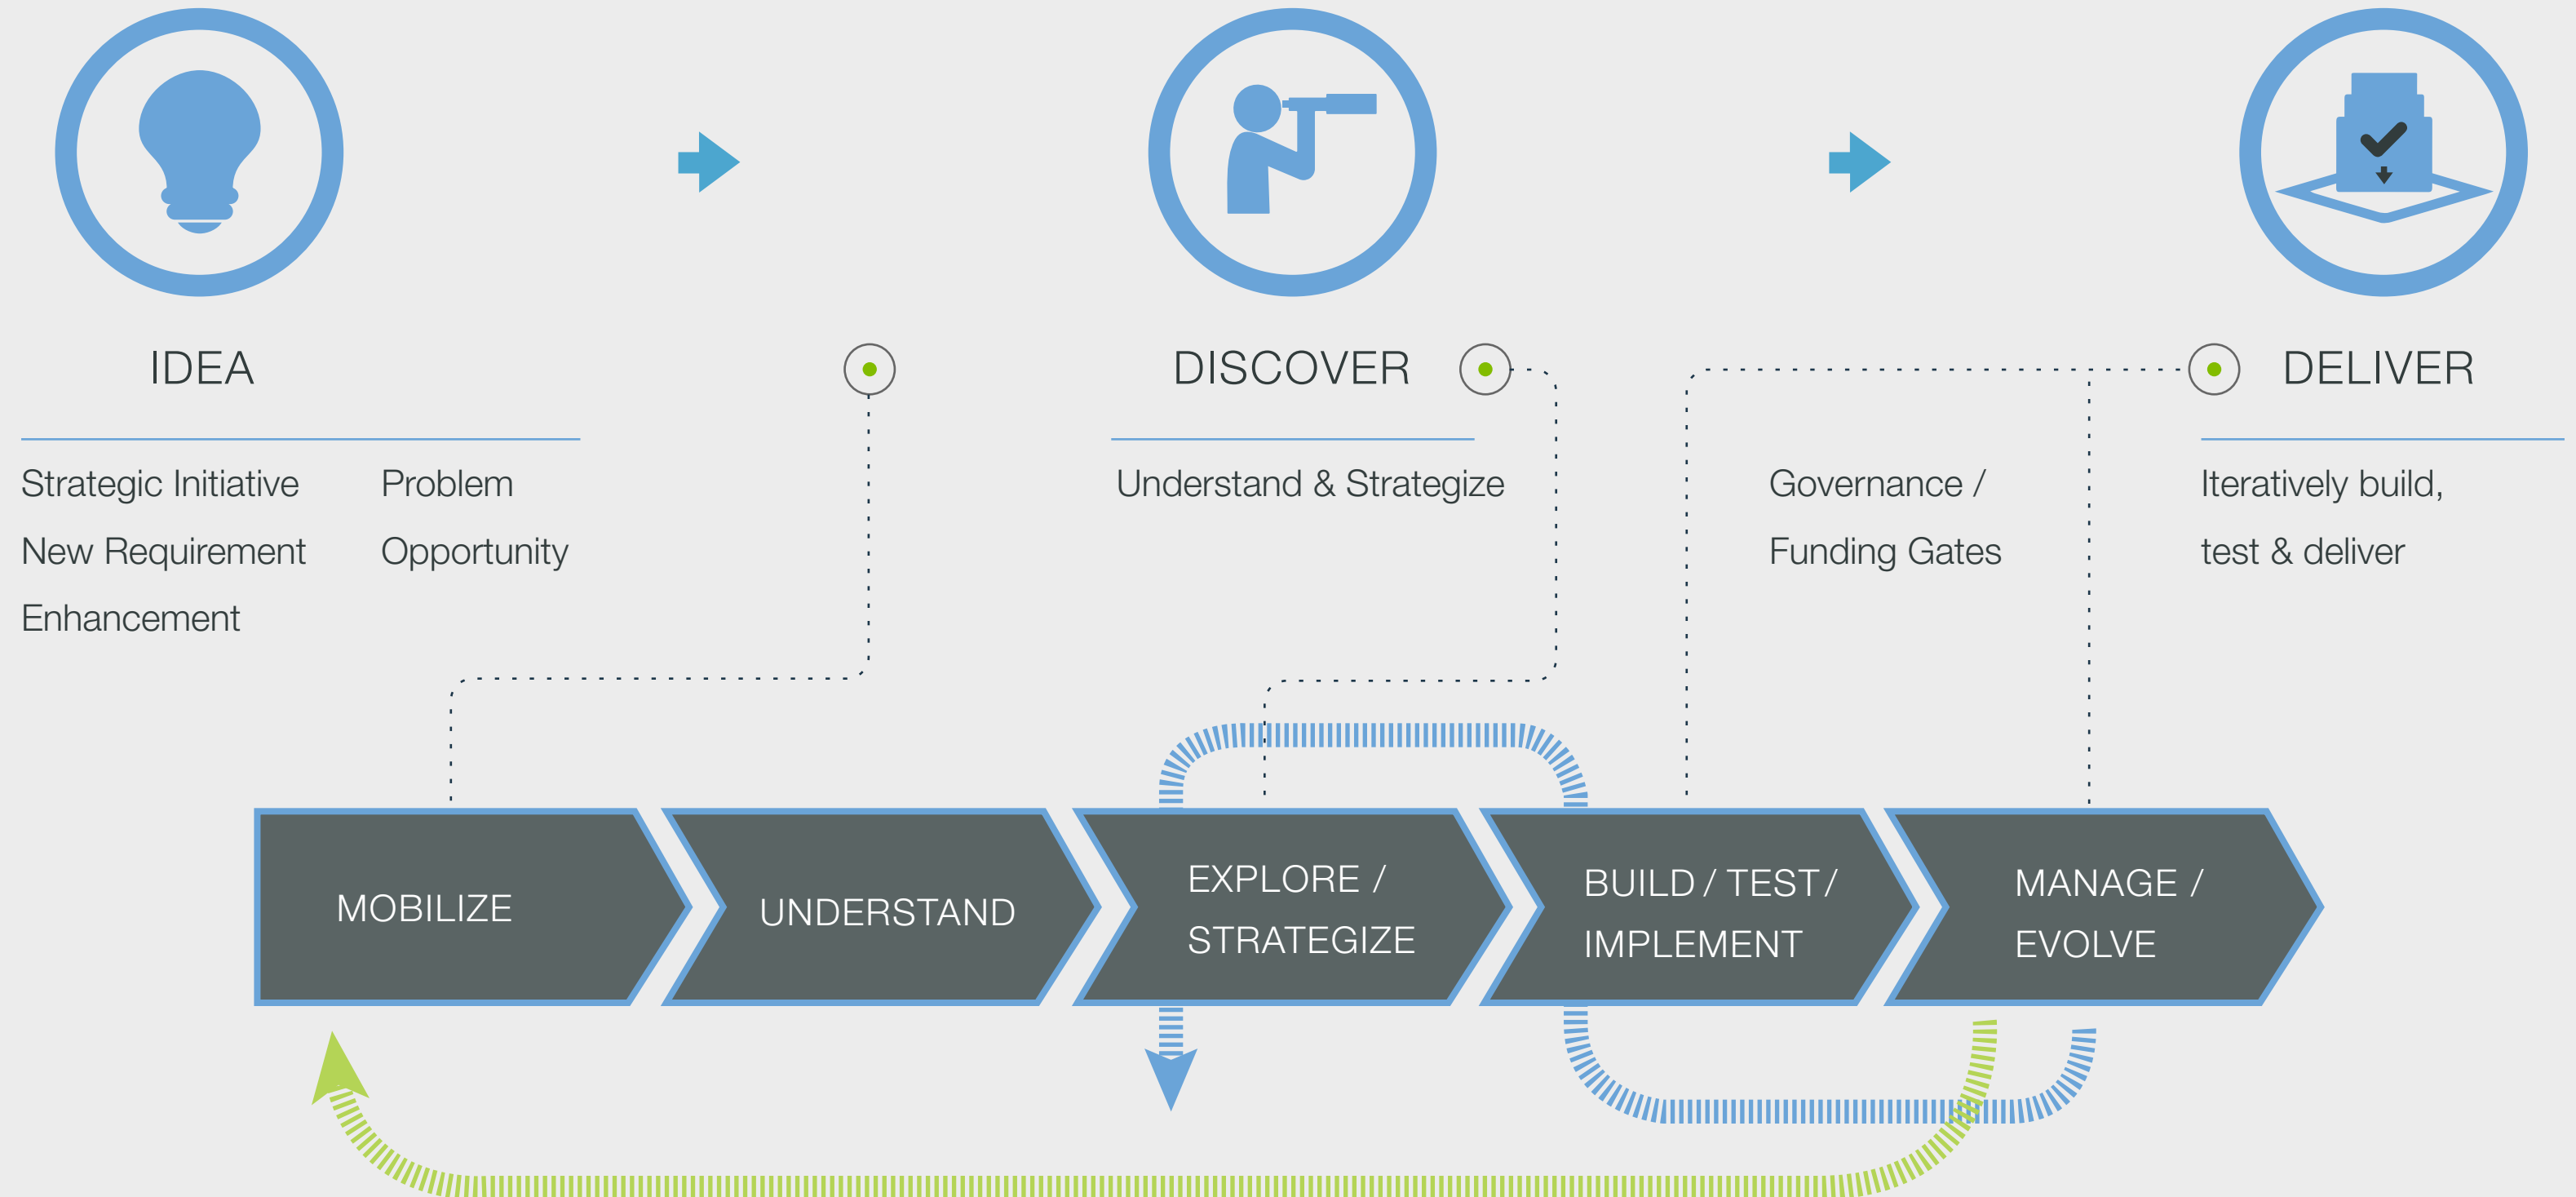 IDEA
DISCOVER
DELIVER
Strategic Initiative
New Requirement
Enhancement
Problem
Opportunity
Understand & Strategize
Governance /
Funding Gates
Iteratively build,
test & deliver
MOBILIZE
UNDERSTAND
EXPLORE /
STRATEGIZE
BUILD / TEST /
IMPLEMENT
MANAGE /
EVOLVE